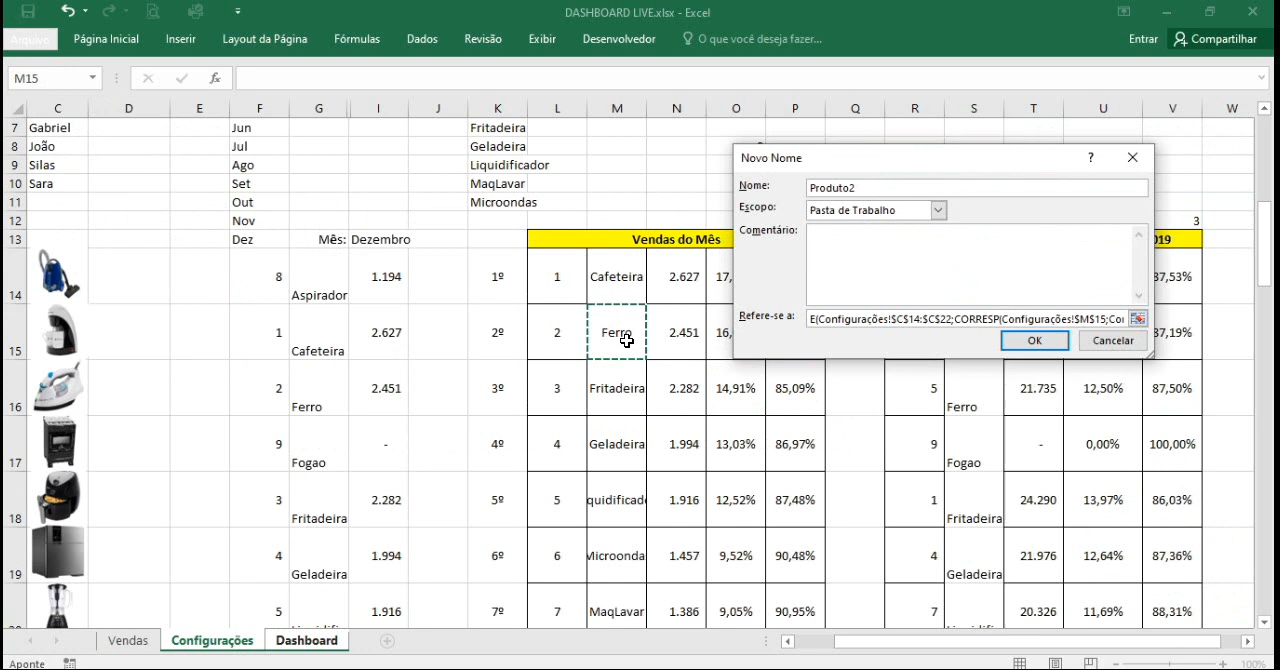 DASHBOARD LIVE.xlsx - Excel
Arquivo Página Inicial Inserir Layout da Página Fórmulas Dados Revisão Exibir Desenvolvedor O que você deseja fazer... Entrar Compartilhar
M15 fx
C D E F G I J K L M N O P Q R S T U V W
7 Gabriel Jun Fritadeira
8 João Jul Geladeira
9 Silas Ago Liquidificador
10 Sara Set MaqLavar
11 Out Microondas
12 Nov 3
13 Dez Mês: Dezembro Vendas do Mês 019
14 8 Aspirador 1.194 1º 1 Cafeteira 2.627 17, 37,53%
15 1 Cafeteira 2.627 2º 2 Ferro 2.451 16, 37,19%
16 2 Ferro 2.451 3º 3 Fritadeira 2.282 14,91% 85,09% 5 Ferro 21.735 12,50% 87,50%
17 9 Fogao - 4º 4 Geladeira 1.994 13,03% 86,97% 9 Fogao - 0,00% 100,00%
18 3 Fritadeira 2.282 5º 5 quidificad 1.916 12,52% 87,48% 1 Fritadeira 24.290 13,97% 86,03%
19 4 Geladeira 1.994 6º 6 Microonda 1.457 9,52% 90,48% 4 Geladeira 21.976 12,64% 87,36%
5 1.916 7º 7 MaqLavar 1.386 9,05% 90,95% 7 20.326 11,69% 88,31%
Novo Nome ?
Nome: Produto2
Escopo: Pasta de Trabalho
Comentário:
Refere-se a: E(Configurações!$C$14:$C$22;CORRESP(Configurações!$M$15;Cor
OK Cancelar
Vendas Configurações Dashboard
Aponte 100%